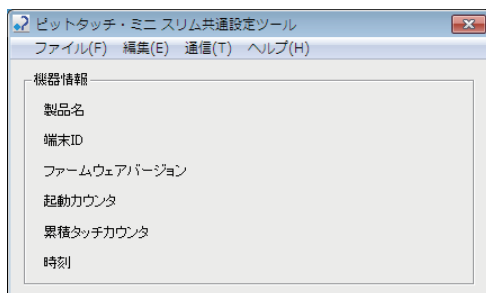 ピットタッチ・ミニ スリム共通設定ツール
ファイル(F) 編集(E) 通信(T) ヘルプ(H)
機器情報
製品名
端末ID
ファームウェアバージョン
起動カウンタ
累積タッチカウンタ
時刻